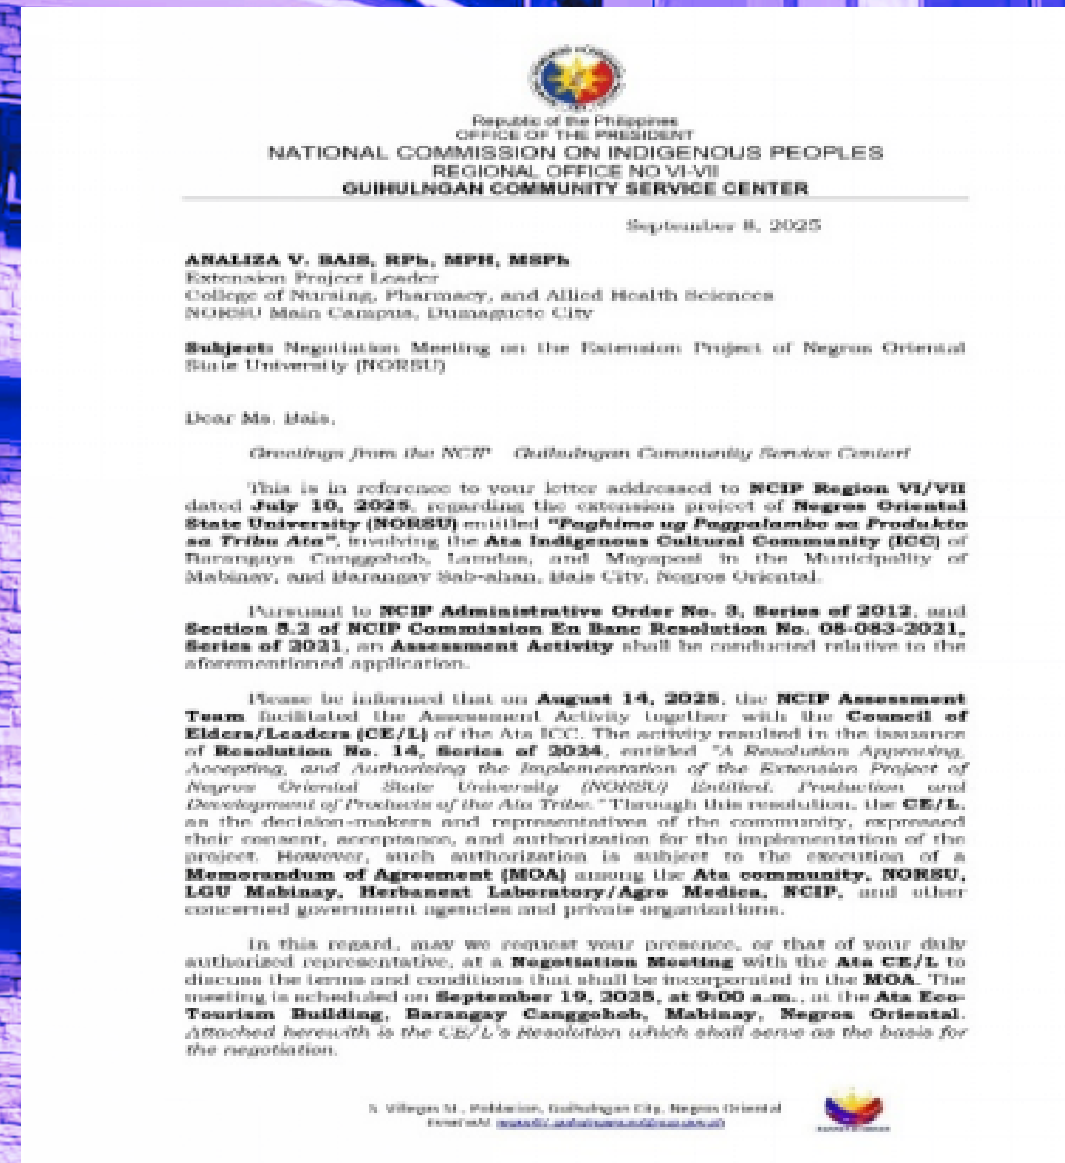 Republic of the Philippines
OFFICE OF THE PRESIDENT
NATIONAL COMMISSION ON INDIGENOUS PEOPLES
REGIONAL OFFICE NO VI-VII
GUIHULNGAN COMMUNITY SERVICE CENTER
September 8, 2025
ANALIZA V. BAIS, RPh, MPH, MSPh
Extension Project Leader
College of Nursing, Pharmacy, and Allied Health Sciences
NORSU Main Campus, Dumaguete City
Subject: Negotiation Meeting on the Extension Project of Negros Oriental
State University (NORSU)
Dear Ms. Bais,
Greetings from the NCIP Guihulngan Community Service Center!
This is in reference to your letter addressed to NCIP Region VI/VII
dated July 10, 2025, regarding the extension project of Negros Oriental
State University (NORSU) entitled "Paghimo ug Pagpalambo sa Produkto
sa Tribu Ata", involving the Ata Indigenous Cultural Community (ICC) of
Barangays Canggohob, Lamdas, and Mayaposi in the Municipality of
Mabinay, and Barangay Sab-ahan, Bais City, Negros Oriental.
Pursuant to NCIP Administrative Order No. 3, Series of 2012, and
Section 5.2 of NCIP Commission En Banc Resolution No. 08-083-2021,
Series of 2021, an Assessment Activity shall be conducted relative to the
aforementioned application.
Please be informed that on August 14, 2025, the NCIP Assessment
Team facilitated the Assessment Activity together with the Council of
Elders/Leaders (CE/L) of the Ata ICC. The activity resulted in the issuance
of Resolution No. 14, Series of 2024, entitled "A Resolution Approving,
Accepting, and Authorizing the Implementation of the Extension Project of
Negros Oriental State University (NORSU) Entitled, Production and
Development of Products of the Ata Tribe." Through this resolution, the CE/L,
as the decision-makers and representatives of the community, expressed
their consent, acceptance, and authorization for the implementation of the
project. However, such authorization is subject to the execution of a
Memorandum of Agreement (MOA) among the Ata community, NORSU,
LGU Mabinay, Herbanext Laboratory/Agro Medica, NCIP, and other
concerned government agencies and private organizations.
In this regard, may we request your presence, or that of your duly
authorized representative, at a Negotiation Meeting with the Ata CE/L to
discuss the terms and conditions that shall be incorporated in the MOA. The
meeting is scheduled on September 19, 2025, at 9:00 a.m., at the Ata Eco-
Tourism Building, Barangay Canggohob, Mabinay, Negros Oriental.
Attached herewith is the CE/L's Resolution which shall serve as the basis for
the negotiation.
S. Villegas St., Poblacion, Guihulngan City, Negros Oriental